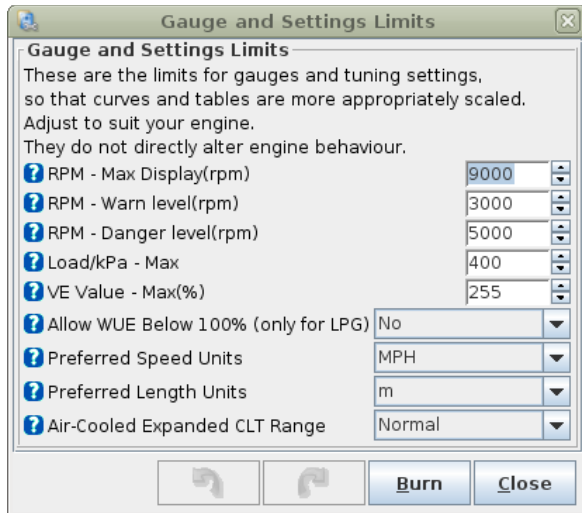 Gauge and Settings Limits
Gauge and Settings Limits
These are the limits for gauges and tuning settings,
so that curves and tables are more appropriately scaled.
Adjust to suit your engine.
They do not directly alter engine behaviour.
? RPM - Max Display(rpm) 9000
? RPM - Warn level(rpm) 3000
? RPM - Danger level(rpm) 5000
? Load/kPa - Max 400
? VE Value - Max(%) 255
? Allow WUE Below 100% (only for LPG) No
? Preferred Speed Units MPH
? Preferred Length Units m
? Air-Cooled Expanded CLT Range Normal
Burn Close